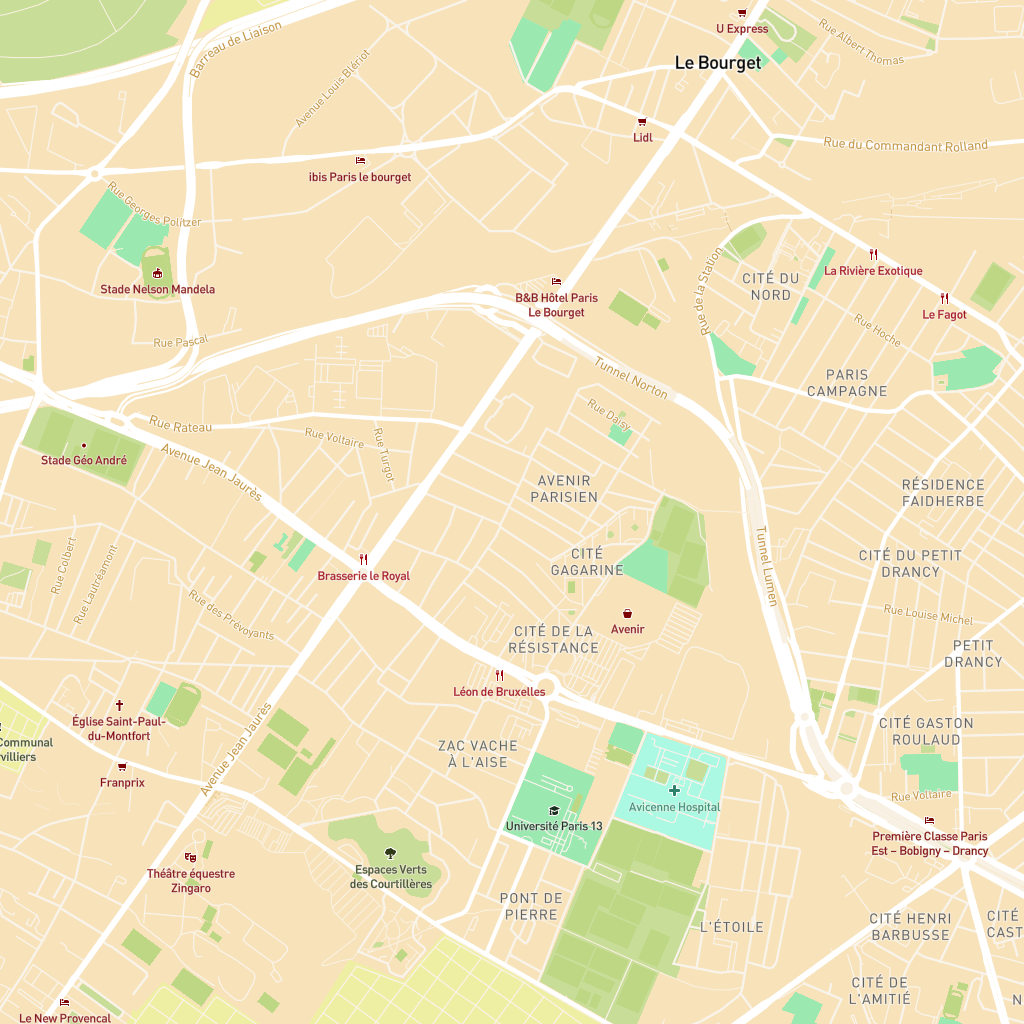 U Express
Rue Albert Thomas
Barreau de Liaison
Le Bourget
Avenue Louis Blériot
Lidl
Rue du Commandant Rolland
ibis Paris le bourget
Rue Georges Politzer
La Rivière Exotique
Rue de la Station
CITÉ DU
NORD
Stade Nelson Mandela
B&B Hôtel Paris
Le Bourget
Le Fagot
Rue Hoche
Rue Pascal
Tunnel Norton
PARIS
CAMPAGNE
Rue Daisy
Rue Rateau
Rue Voltaire
Rue Turgot
Stade Géo André
Avenue Jean Jaurès
AVENIR
PARISIEN
RÉSIDENCE
FAIDHERBE
Tunnel Lumen
Rue Colbert
Rue Lautréamont
CITÉ
GAGARINE
CITÉ DU PETIT
DRANCY
Brasserie le Royal
Rue des Prévoyants
Rue Louise Michel
Avenir
CITÉ DE LA
RÉSISTANCE
PETIT
DRANCY
Léon de Bruxelles
Église Saint-Paul-
du-Montfort
Avenue Jean Jaurès
CITÉ GASTON
ROULAUD
Communal
villiers
ZAC VACHE
À L'AISE
Franprix
Avicenne Hospital
Rue Voltaire
Université Paris 13
Première Classe Paris
Est – Bobigny – Drancy
Théâtre équestre
Zingaro
Espaces Verts
des Courtillères
PONT DE
PIERRE
L'ÉTOILE
CITÉ HENRI
BARBUSSE
CITÉ
CAST
CITÉ DE
L'AMITIÉ
N
Le New Provencal